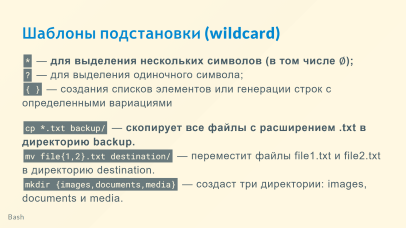 Шаблоны подстановки (wildcard)
* — для выделения нескольких символов (в том числе ∅);
? — для выделения одиночного символа;
{ } — создания списков элементов или генерации строк с
определенными вариациями
cp *.txt backup/ — скопирует все файлы с расширением .txt в
директорию backup.
mv file{1,2}.txt destination/ — переместит файлы file1.txt и file2.txt
в директорию destination.
mkdir {images,documents,media} — создаст три директории: images,
documents и media.
Bash